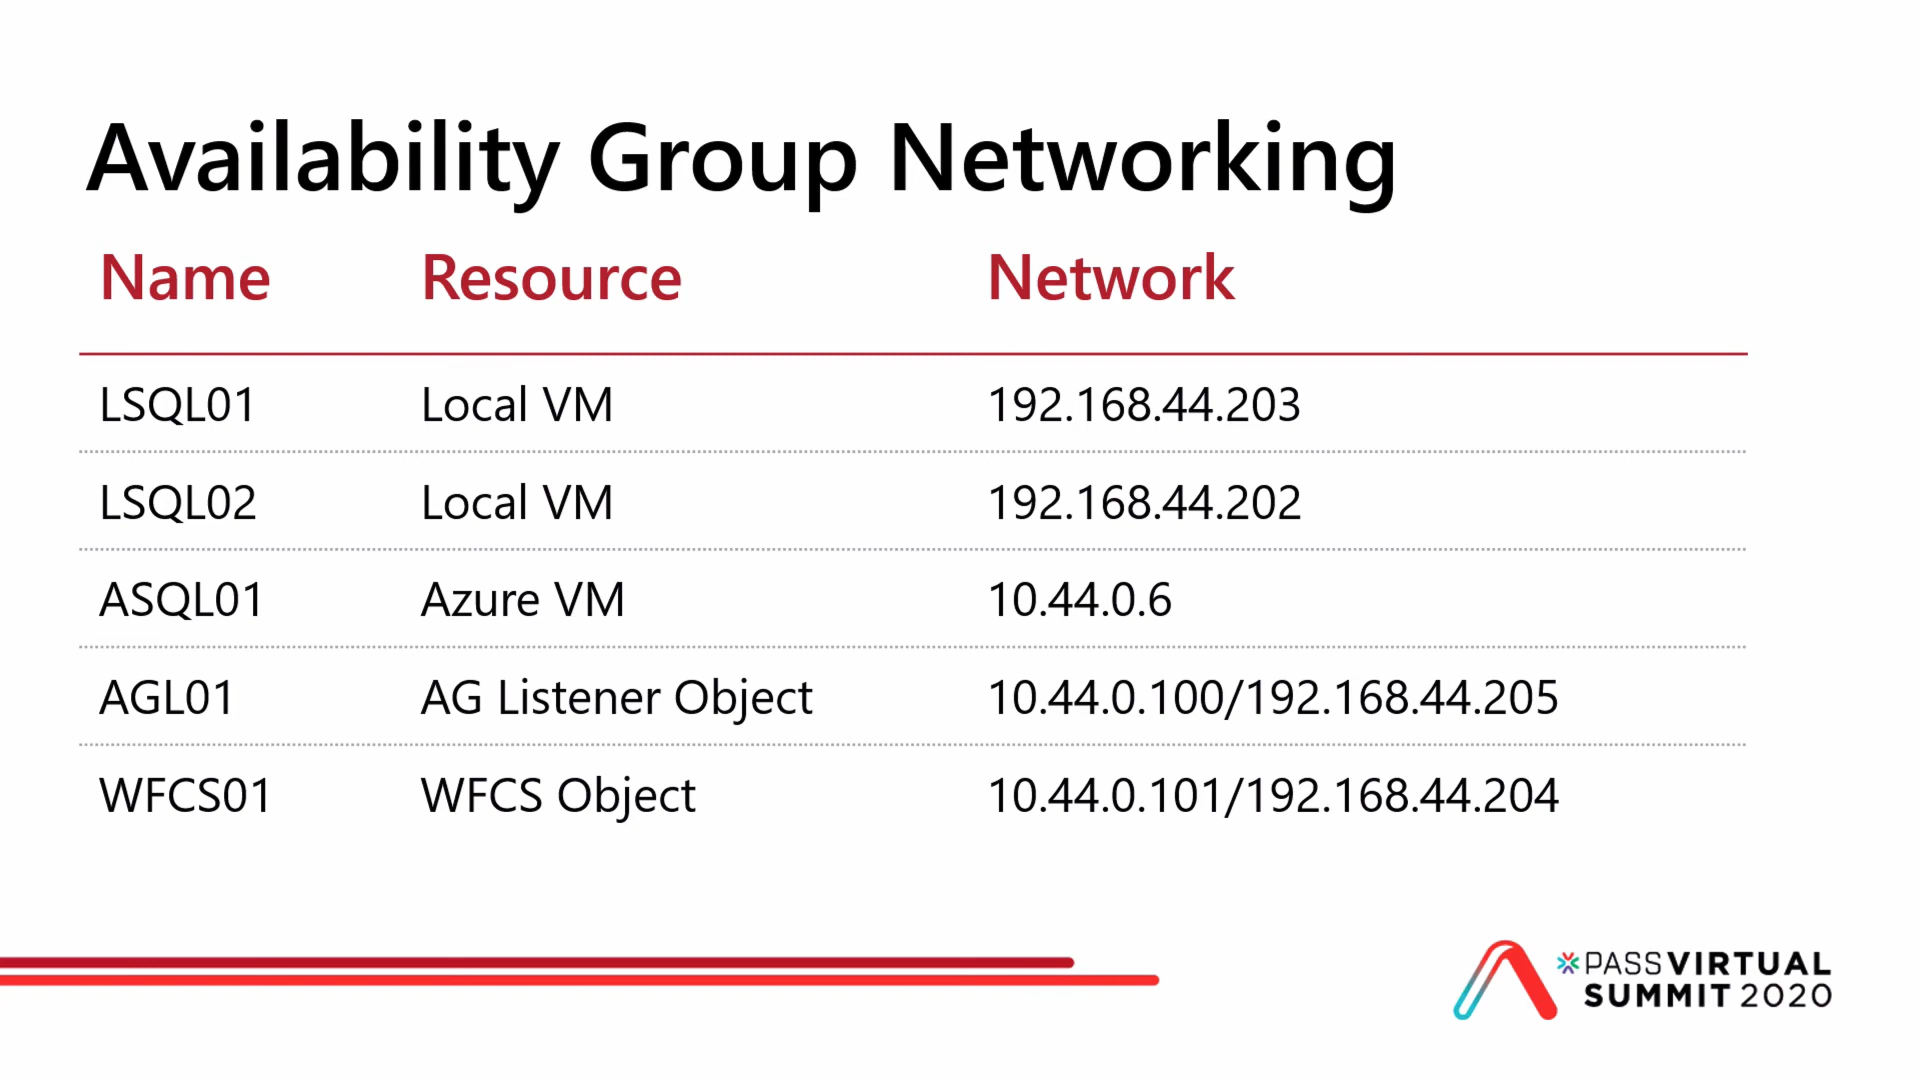 Availability Group Networking
Name Resource Network
LSQL01 Local VM 192.168.44.203
LSQL02 Local VM 192.168.44.202
ASQL01 Azure VM 10.44.0.6
AGL01 AG Listener Object 10.44.0.100/192.168.44.205
WFCS01 WFCS Object 10.44.0.101/192.168.44.204
PASS VIRTUAL
SUMMIT 2020